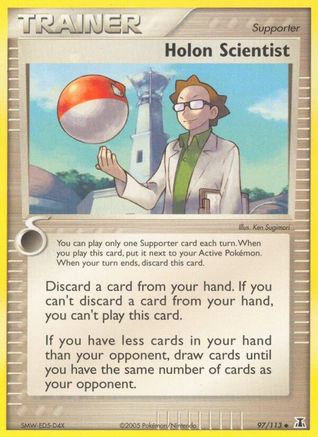 TRAINER
Supporter
Holon Scientist
Illus. Ken Sugimori
You can play only one Supporter card each turn. When
you play this card, put it next to your Active Pokémon.
When your turn ends, discard this card.
Discard a card from your hand. If you
can't discard a card from your hand,
you can't play this card.
If you have less cards in your hand
than your opponent, draw cards until
you have the same number of cards as
your opponent.
SMW-ED5-D4X
©2005 Pokémon/Nintendo
97/113